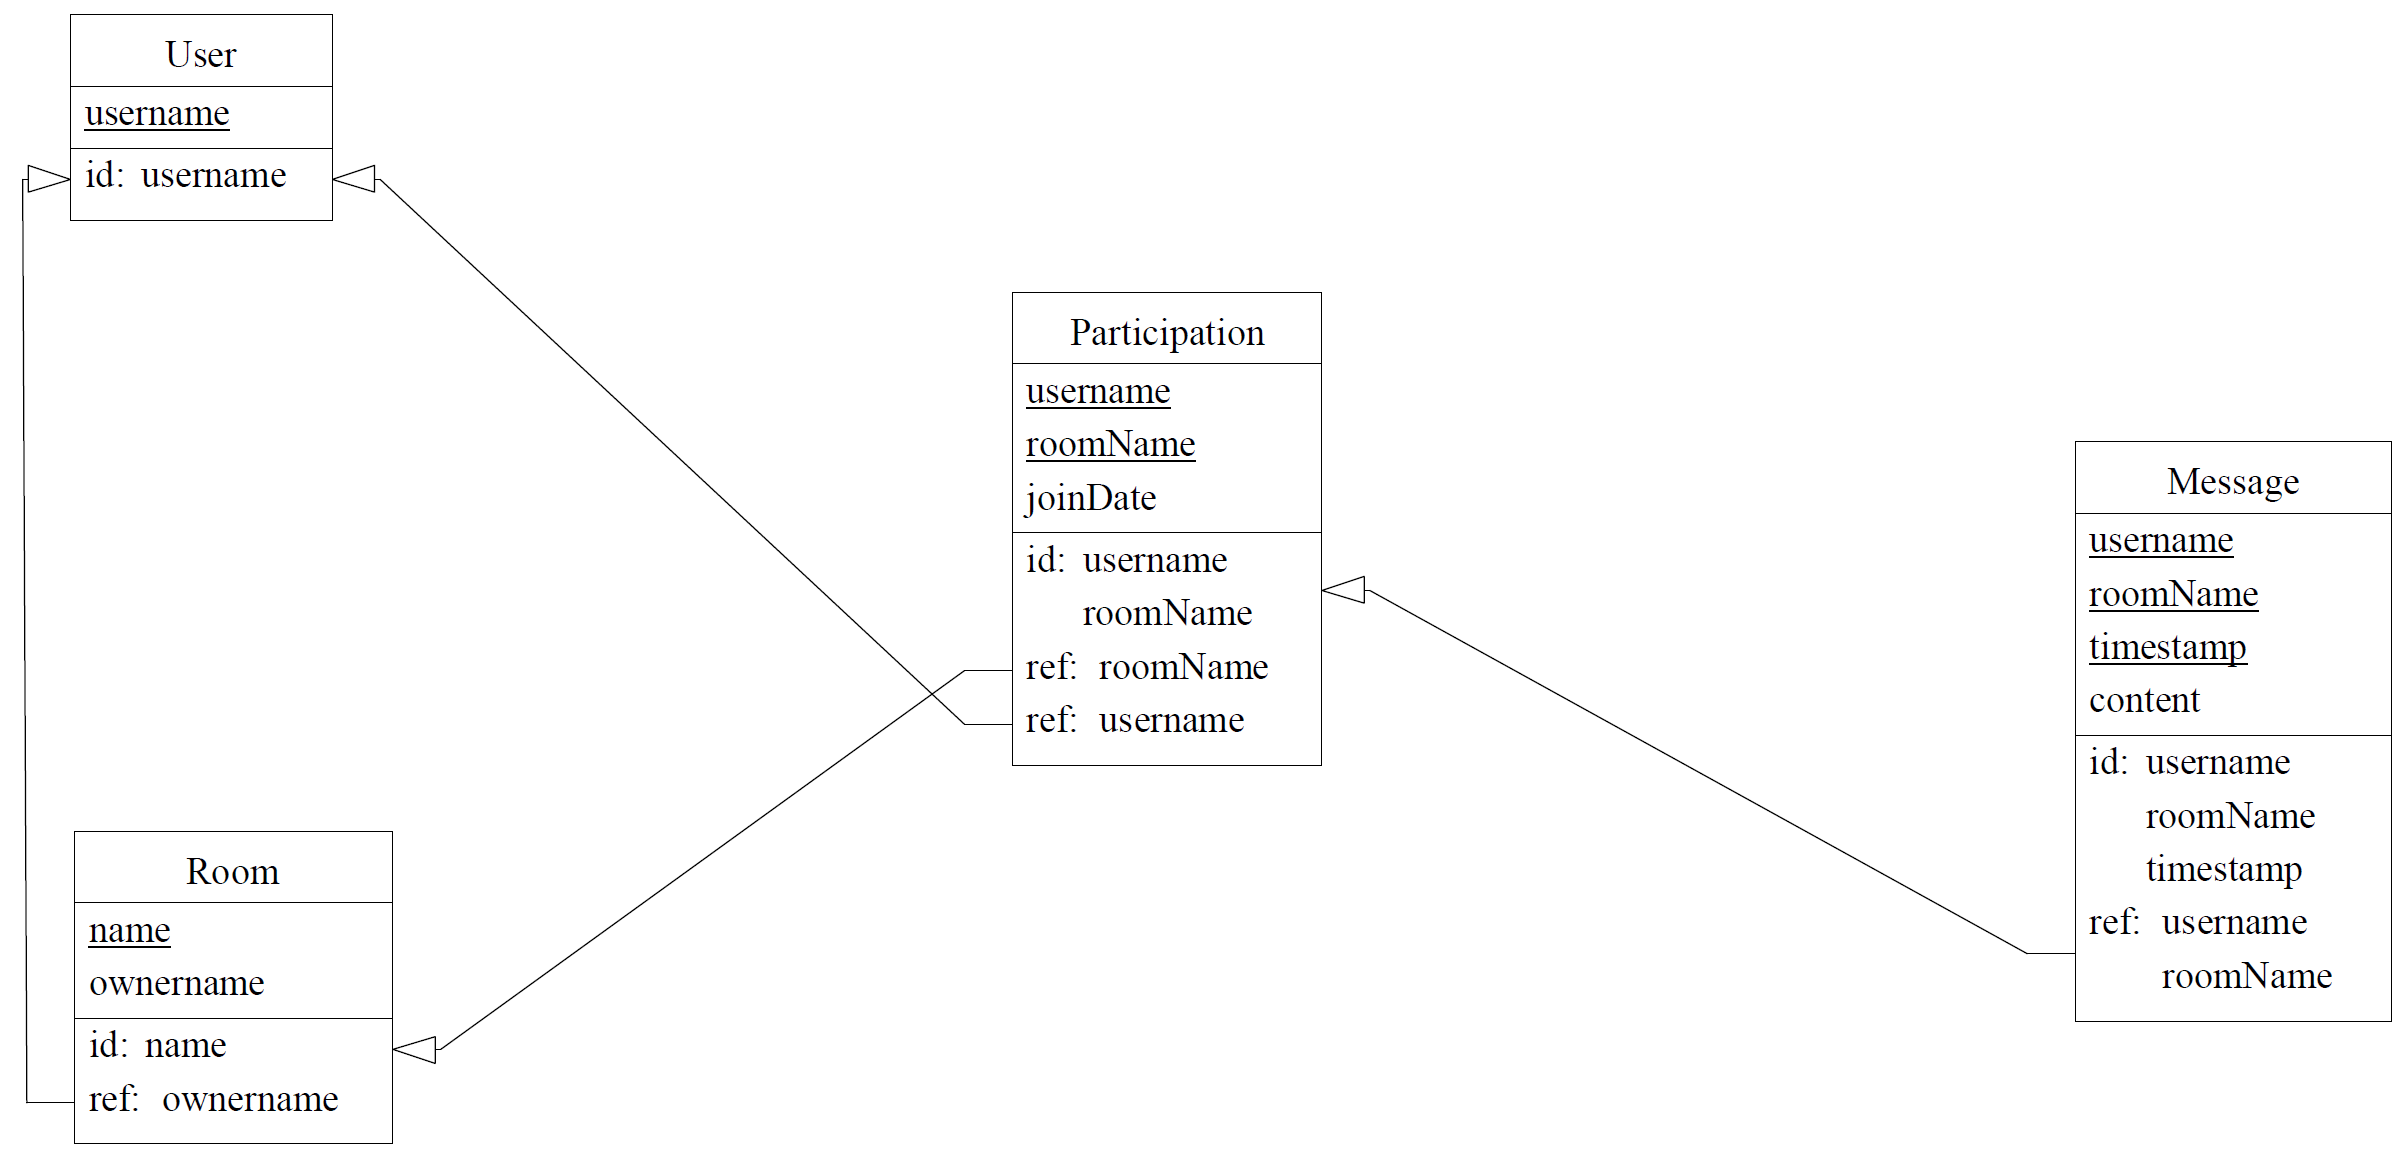 User
username
id: username
Participation
username
roomName
joinDate
id: username
roomName
ref: roomName
ref: username
Message
username
roomName
timestamp
content
id: username
roomName
timestamp
ref: username
roomName
Room
name
ownername
id: name
ref: ownername